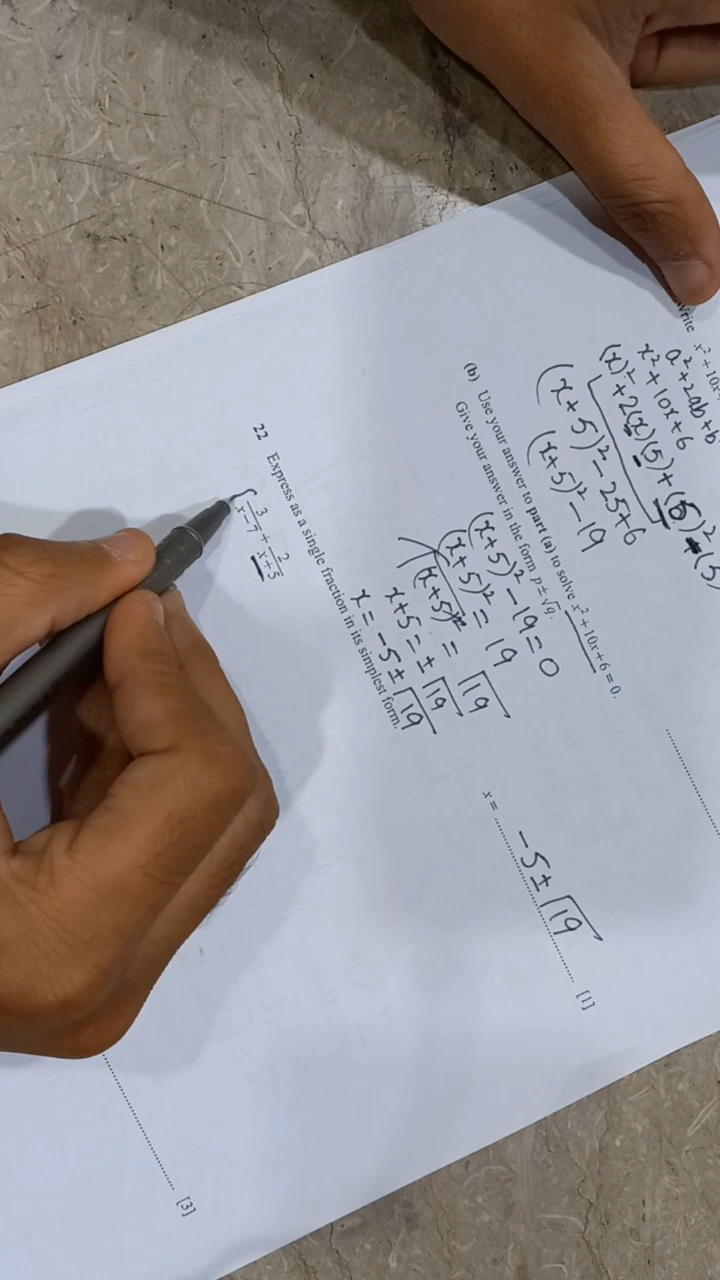 Write x² + 10x
a² + 2ab + b
x² + 10x + 6
(x)² + 2(x)(5) + (5)² + (5)
(x+5)² - 25 + 6
(x+5)² - 19
(b) Use your answer to part (a) to solve x² + 10x + 6 = 0.
Give your answer in the form p ± √q.
(x+5)² - 19 = 0
(x+5)² = 19
√(x+5)² = √19
x+5 = ± √19
x = -5 ± √19
x = -5 ± √19 [1]
22 Express as a single fraction in its simplest form.
3/(x-7) + 2/(x+5)
[3]